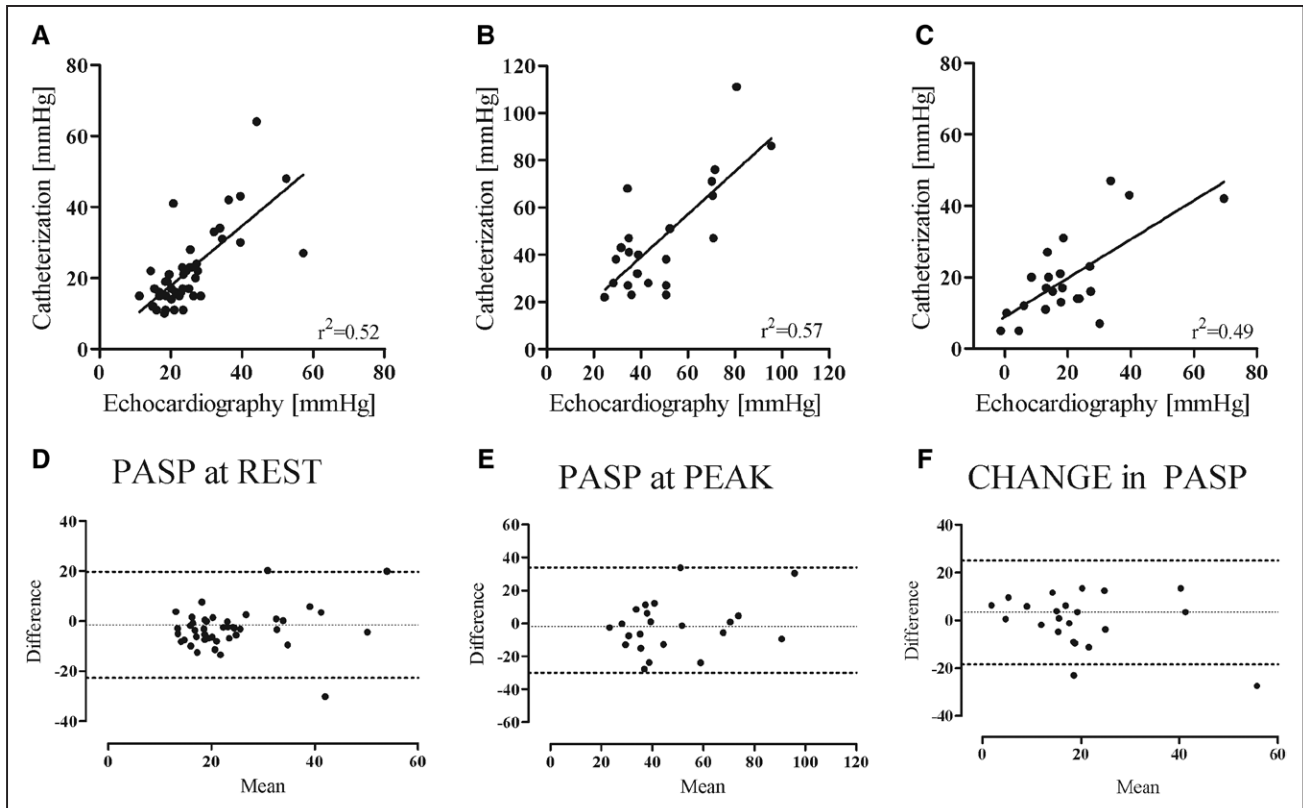 A
B
C
80
60
40
20
0
Catheterization [mmHg]
r²=0.52
0 20 40 60 80
Echocardiography [mmHg]
120
100
80
60
40
20
0
Catheterization [mmHg]
r²=0.57
0 20 40 60 80 100 120
Echocardiography [mmHg]
80
60
40
20
0
Catheterization [mmHg]
r²=0.49
0 20 40 60 80
Echocardiography [mmHg]
D
PASP at REST
40
20
0
-20
-40
Difference
0 20 40 60
Mean
E
PASP at PEAK
60
40
20
0
-20
-40
-60
Difference
0 20 40 60 80 100 120
Mean
F
CHANGE in PASP
40
20
0
-20
-40
Difference
0 20 40 60
Mean